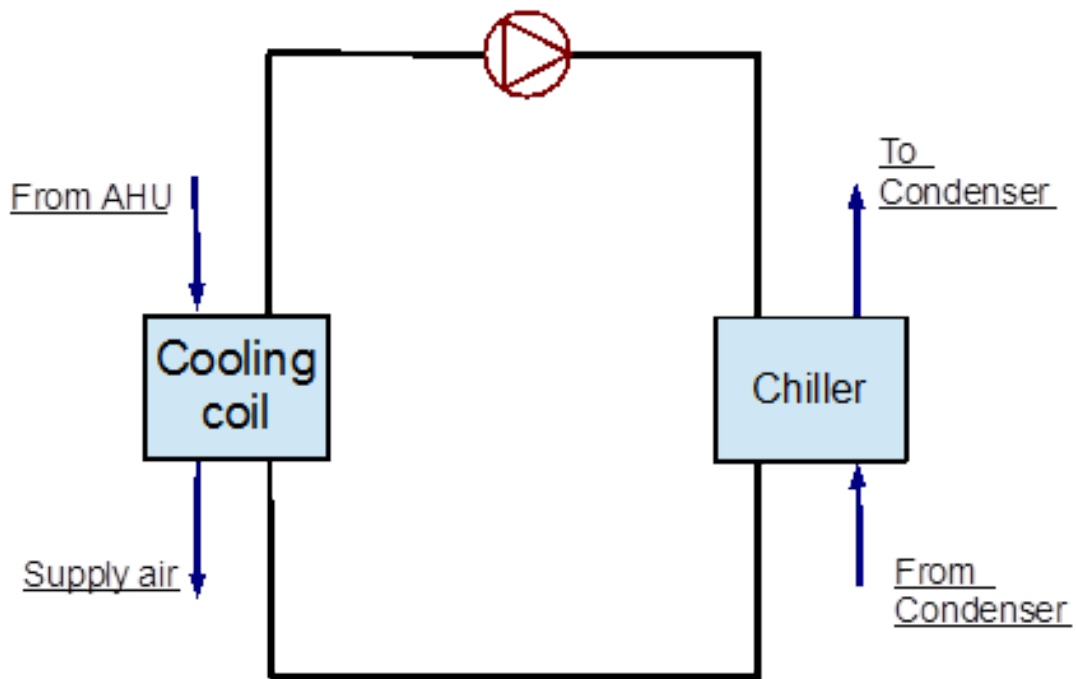 To
Condenser
From AHU
Cooling
coil
Chiller
Supply air
From
Condenser